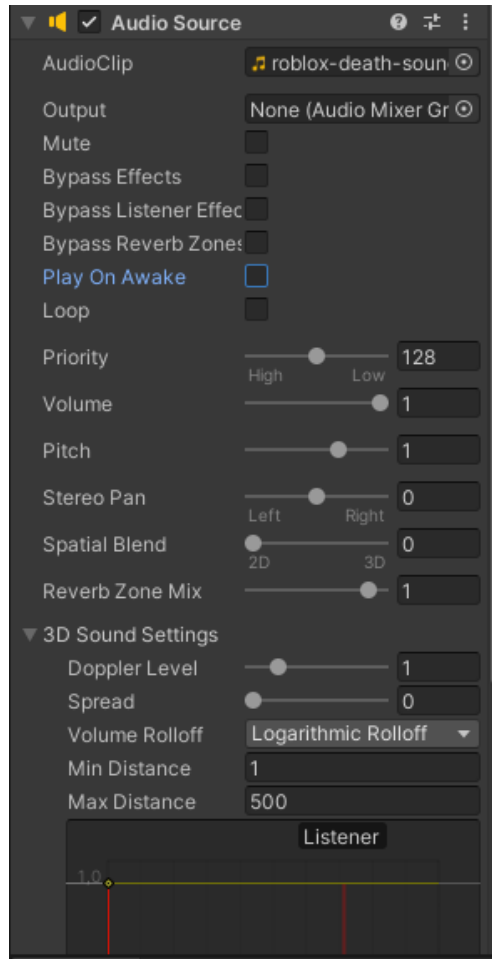 Audio Source
AudioClip roblox-death-soun
Output None (Audio Mixer Gr
Mute
Bypass Effects
Bypass Listener Effec
Bypass Reverb Zones
Play On Awake
Loop
Priority 128
High Low
Volume 1
Pitch 1
Stereo Pan 0
Left Right
Spatial Blend 0
2D 3D
Reverb Zone Mix 1
3D Sound Settings
Doppler Level 1
Spread 0
Volume Rolloff Logarithmic Rolloff
Min Distance 1
Max Distance 500
Listener
1,0